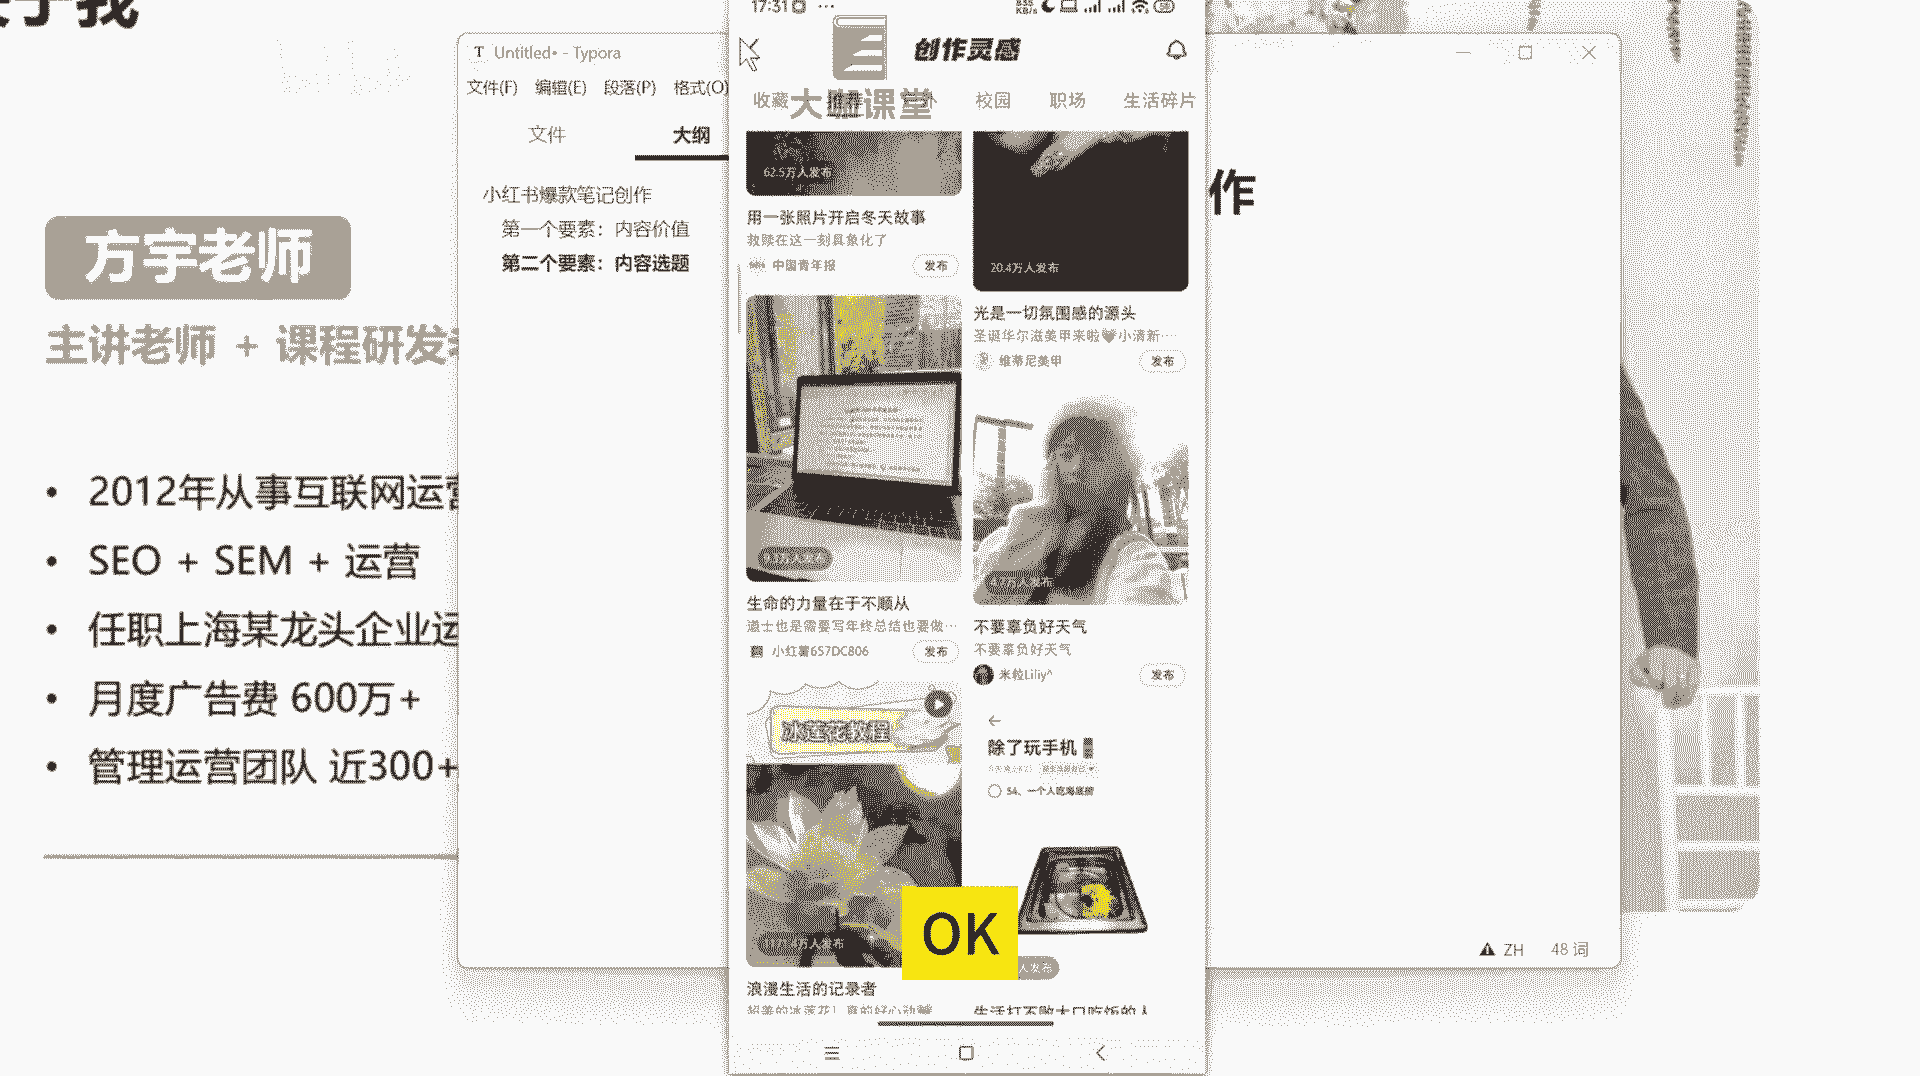 方宇老师
主讲老师 + 课程研发
2012年从事互联网运营
SEO + SEM + 运营
任职上海某龙头企业运
月度广告费 600万+
管理运营团队 近300+
Untitled• - Typora
文件(F) 编辑(E) 段落(P) 格式(O)
文件 大纲
小红书爆款笔记创作
第一个要素：内容价值
第二个要素：内容选题
作
ZH 48 词
17:31
创作灵感
收藏 推荐 校园 职场 生活碎片
大咖课堂
62.5万人发布
用一张照片开启冬天故事
救赎在这一刻具象化了
中国青年报 发布
20.4万人发布
光是一切氛围感的源头
圣诞华尔滋美甲来啦🖤小清新…
维蒂尼美甲 发布
生命的力量在于不顺从
道士也是需要写年终总结也要做…
小红薯657DC806 发布
不要辜负好天气
不要辜负好天气
米粒Liliy^ 发布
冰莲花教程
浪漫生活的记录者
除了玩手机
54、一个人吃海底捞
人发布
生活打不败大口吃饭的人
OK